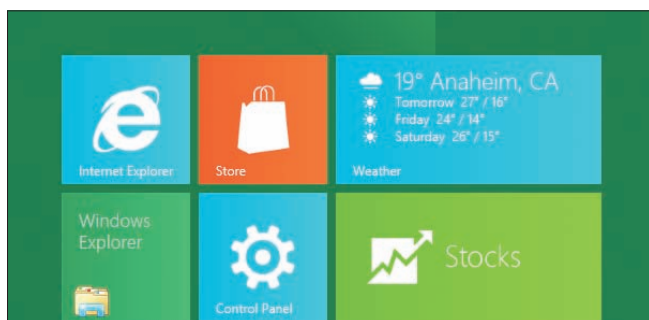 19° Anaheim, CA
Tomorrow 27°/16°
Friday 24°/14°
Saturday 26°/15°
Internet Explorer
Store
Weather
Windows
Explorer
Stocks
Control Panel